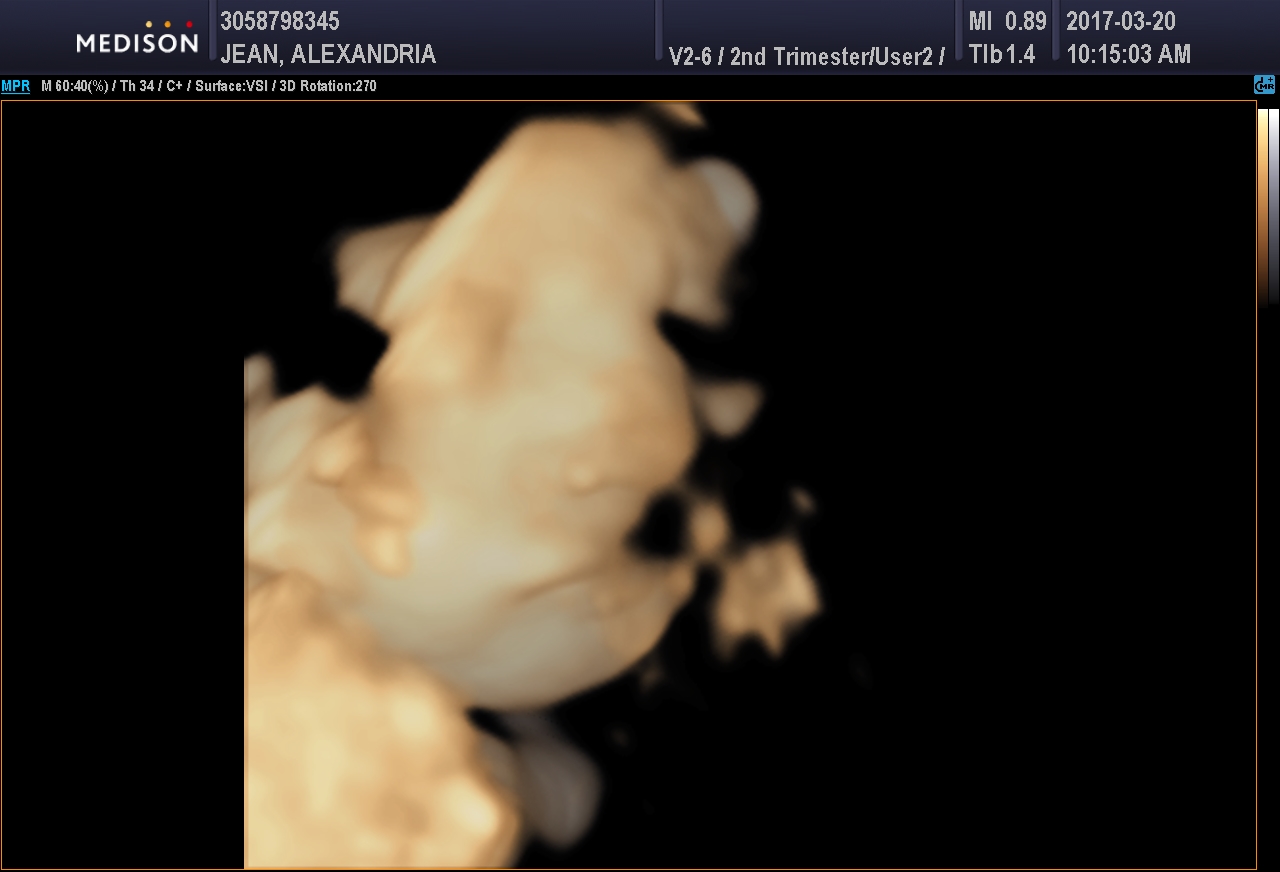 MEDISON
3058798345
JEAN, ALEXANDRIA
V2-6 / 2nd Trimester/User2 /
MI 0.89
TIb 1.4
2017-03-20
10:15:03 AM
MPR M 60:40(%) / Th 34 / C+ / Surface:VSI / 3D Rotation:270
CMR